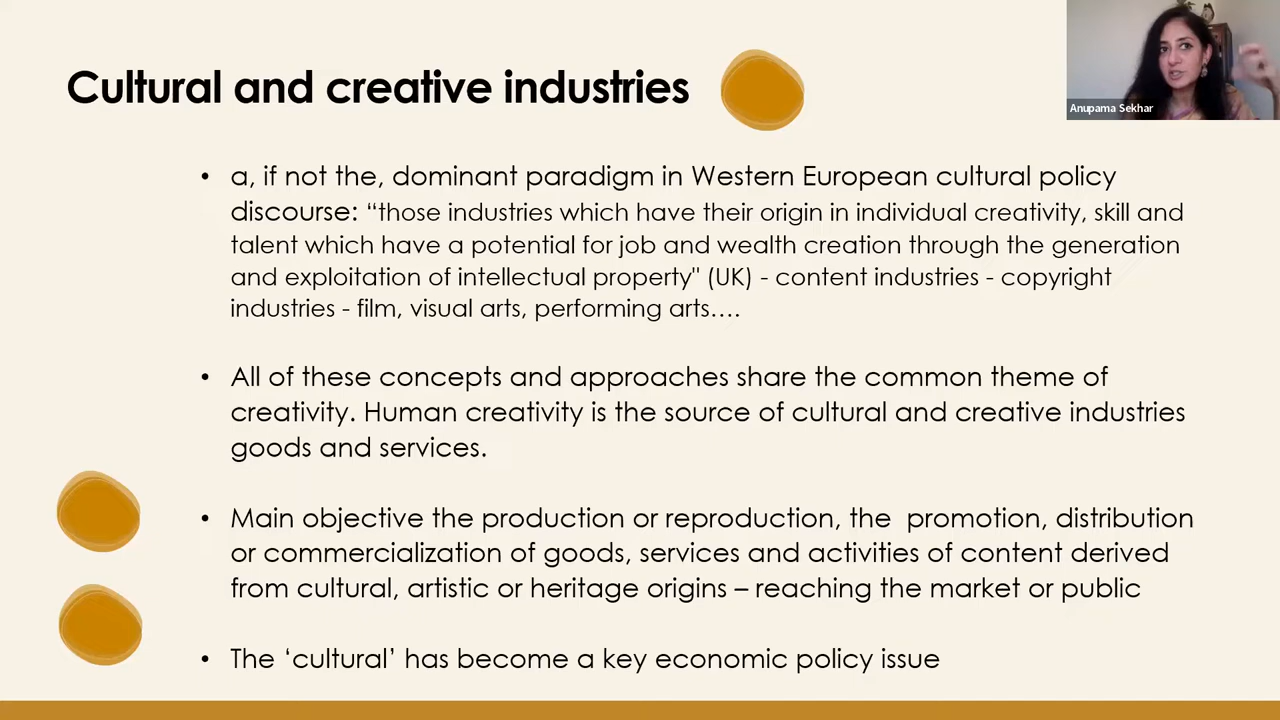 Cultural and creative industries
Anupama Sekhar
• a, if not the, dominant paradigm in Western European cultural policy
discourse: “those industries which have their origin in individual creativity, skill and
talent which have a potential for job and wealth creation through the generation
and exploitation of intellectual property" (UK) - content industries - copyright
industries - film, visual arts, performing arts….
• All of these concepts and approaches share the common theme of
creativity. Human creativity is the source of cultural and creative industries
goods and services.
• Main objective the production or reproduction, the  promotion, distribution
or commercialization of goods, services and activities of content derived
from cultural, artistic or heritage origins – reaching the market or public
• The ‘cultural’ has become a key economic policy issue